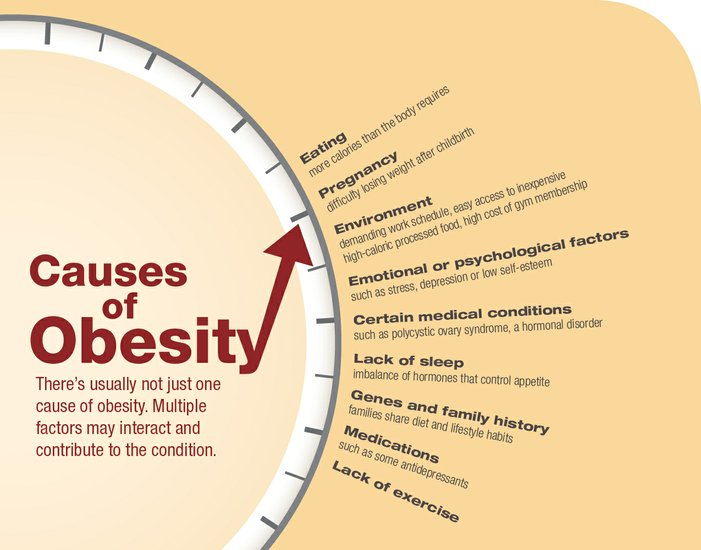 Causes
of
Obesity
There's usually not just one
cause of obesity. Multiple
factors may interact and
contribute to the condition.
Eating
more calories than the body requires
Pregnancy
difficulty losing weight after childbirth
Environment
demanding work schedule, easy access to inexpensive
high-caloric processed food, high cost of gym membership
Emotional or psychological factors
such as stress, depression or low self-esteem
Certain medical conditions
such as polycystic ovary syndrome, a hormonal disorder
Lack of sleep
imbalance of hormones that control appetite
Genes and family history
families share diet and lifestyle habits
Medications
such as some antidepressants
Lack of exercise